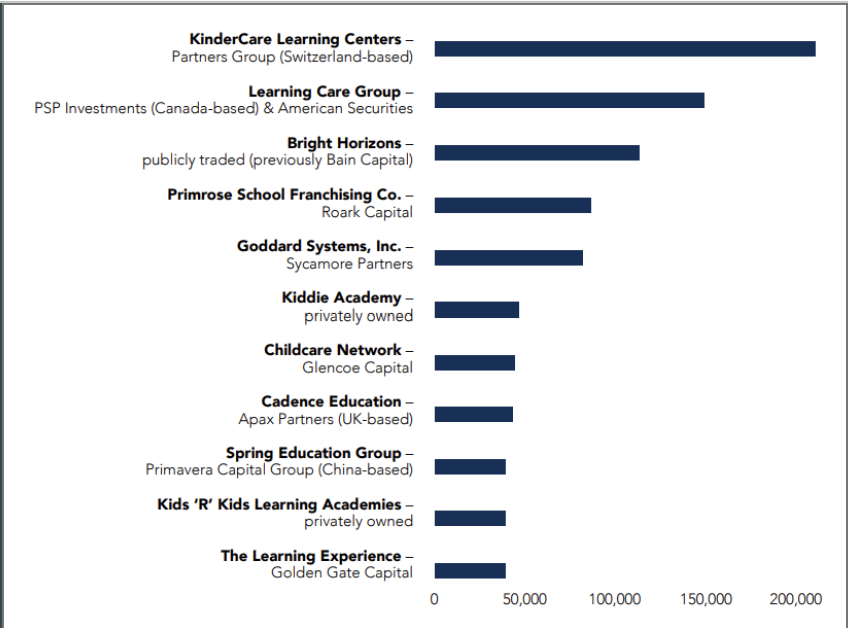 KinderCare Learning Centers –
Partners Group (Switzerland-based)
Learning Care Group –
PSP Investments (Canada-based) & American Securities
Bright Horizons –
publicly traded (previously Bain Capital)
Primrose School Franchising Co. –
Roark Capital
Goddard Systems, Inc. –
Sycamore Partners
Kiddie Academy –
privately owned
Childcare Network –
Glencoe Capital
Cadence Education –
Apax Partners (UK-based)
Spring Education Group –
Primavera Capital Group (China-based)
Kids ‘R’ Kids Learning Academies –
privately owned
The Learning Experience –
Golden Gate Capital
0 50,000 100,000 150,000 200,000